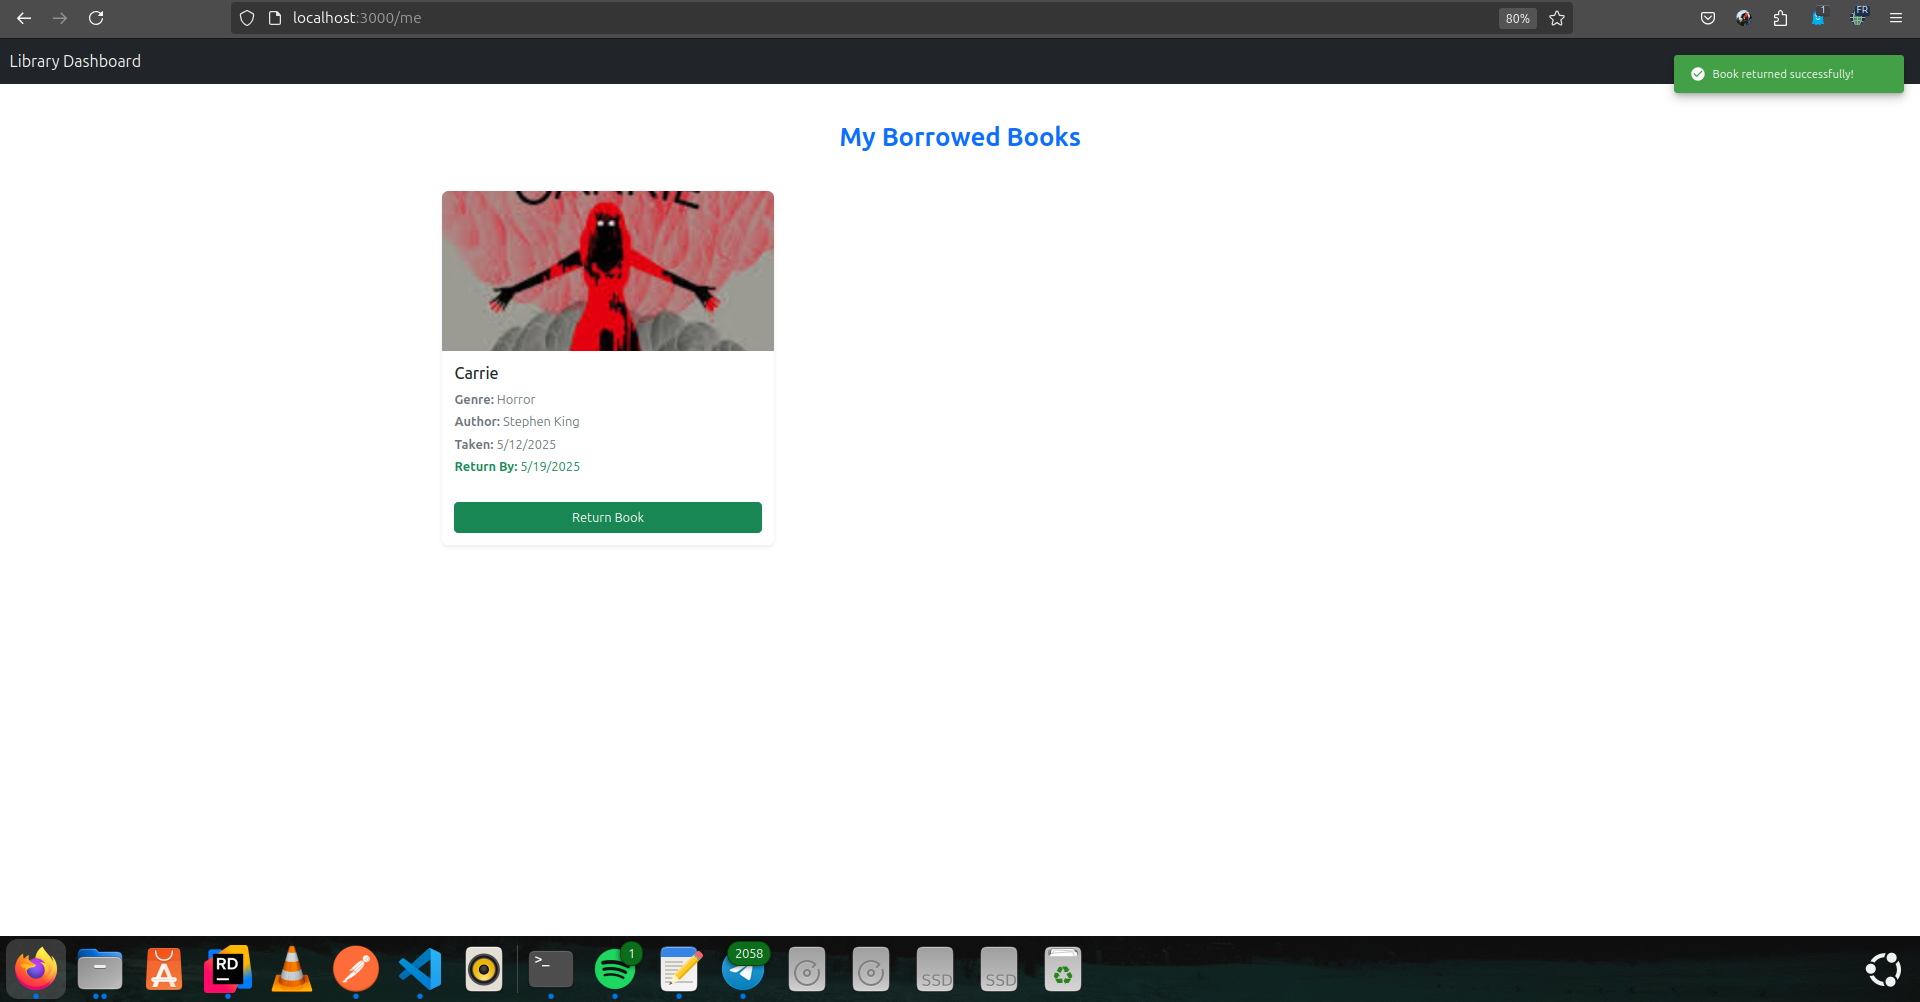 localhost:3000/me
80%
1
FR
Library Dashboard
Book returned successfully!
My Borrowed Books
Carrie
Genre: Horror
Author: Stephen King
Taken: 5/12/2025
Return By: 5/19/2025
Return Book
RD
>_
1
2058
SSD
SSD